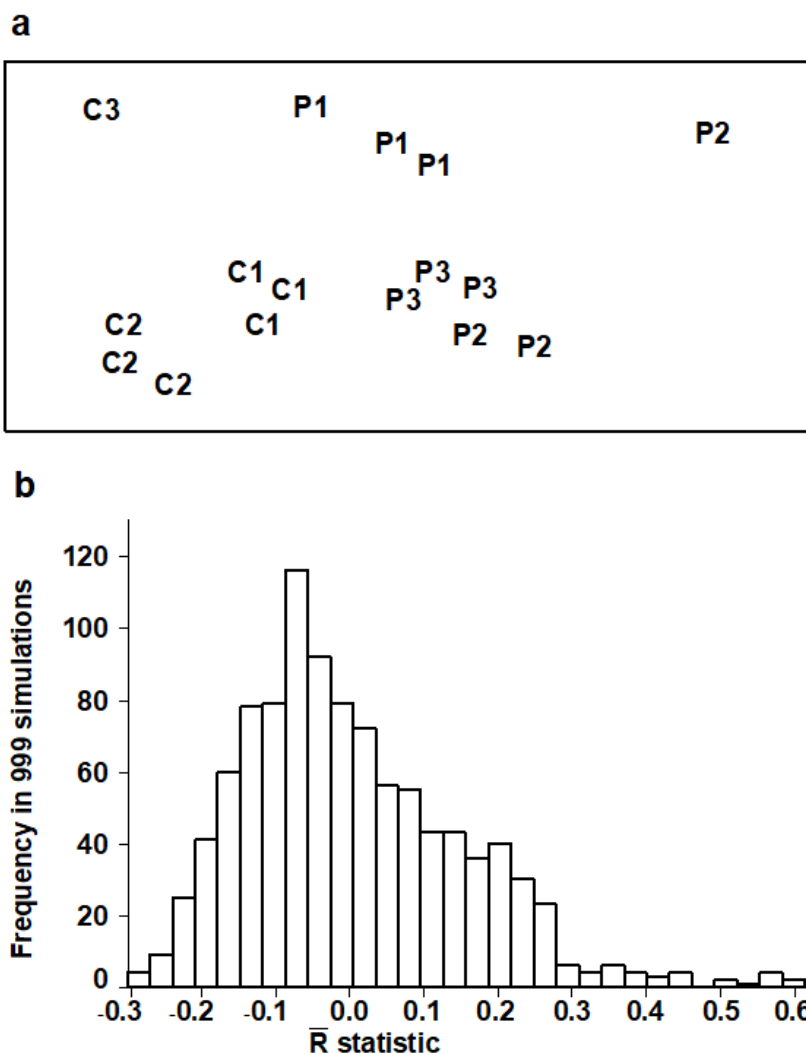 a
C3 P1 P1 P1 P2
C1 C1 P3 P3 P3
C2 C1 P2 P2
C2 C2
b
Frequency in 999 simulations
120
100
80
60
40
20
0
-0.3 -0.2 -0.1 0.0 0.1 0.2 0.3 0.4 0.5 0.6
R̅ statistic